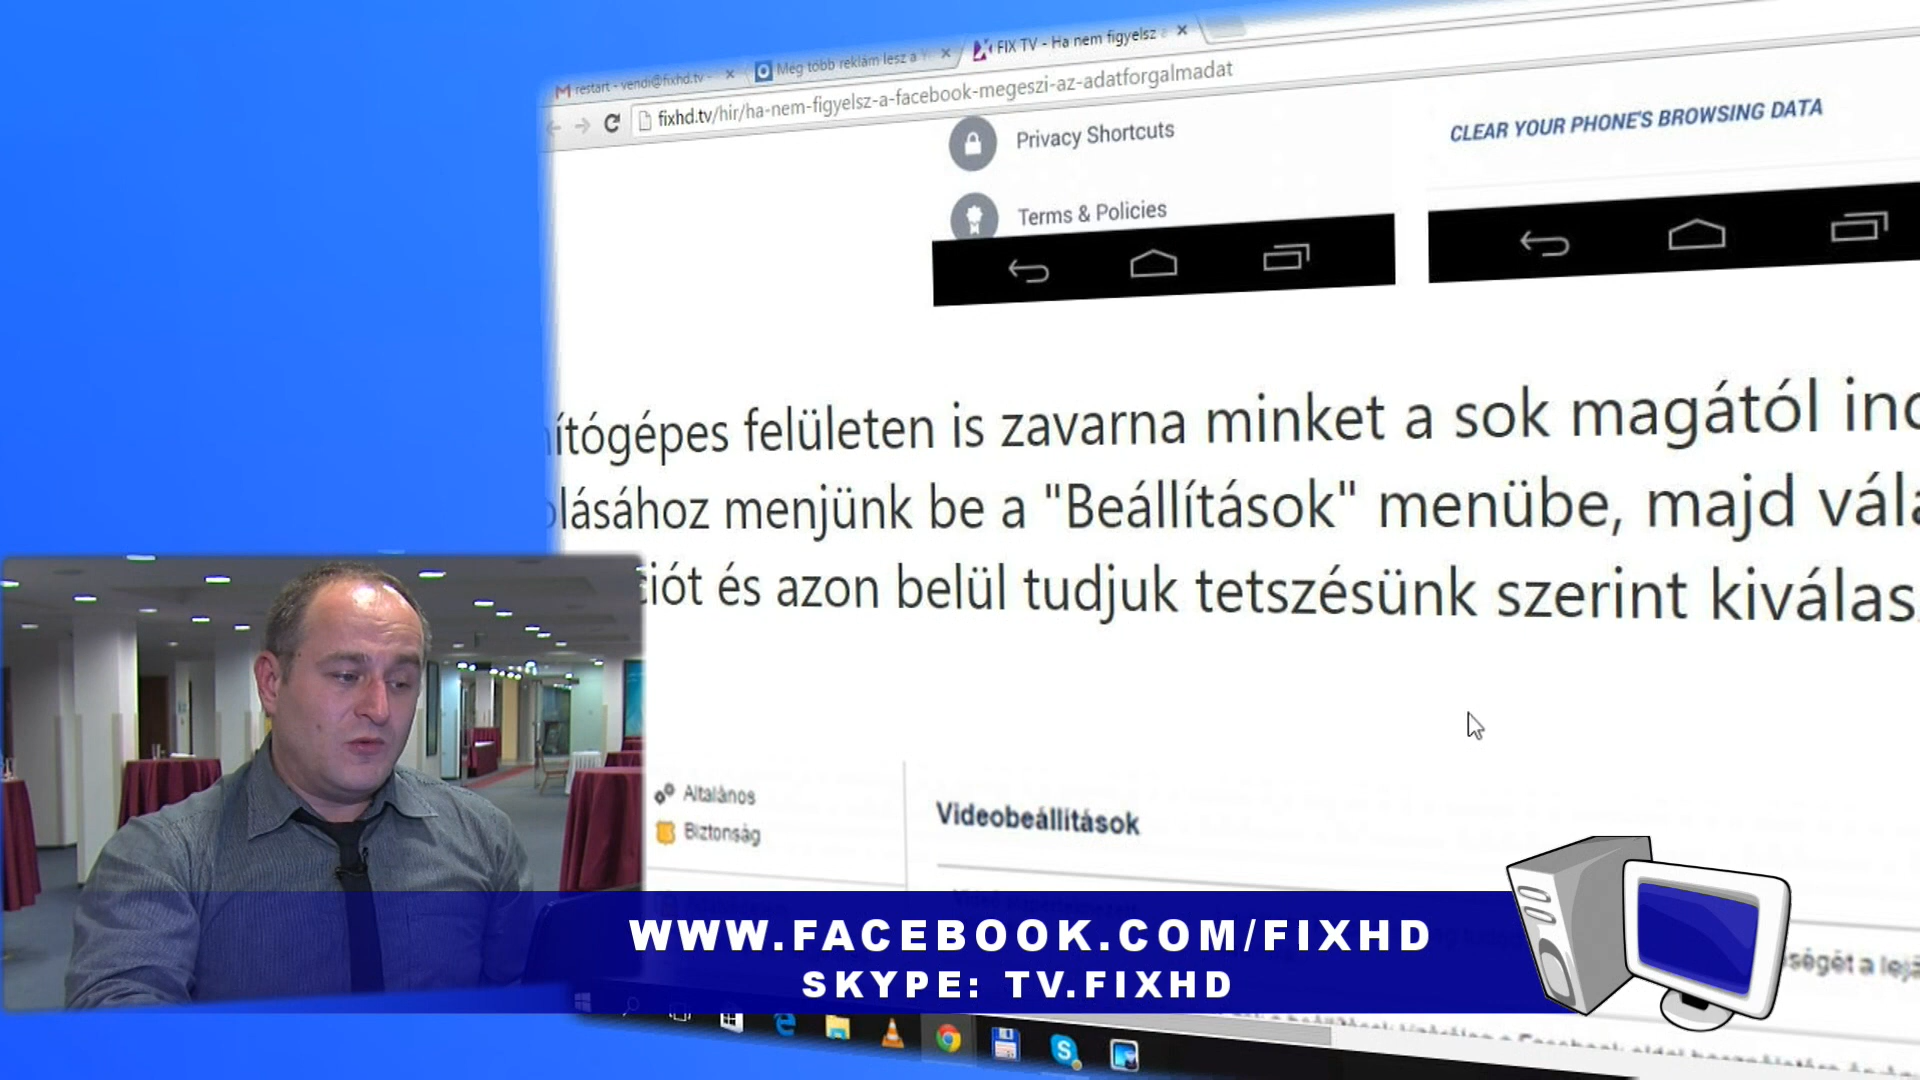 restart - vendi@fixhd.tv -
Még több reklám lesz a Y
FIX TV - Ha nem figyelsz a
fixhd.tv/hir/ha-nem-figyelsz-a-facebook-megeszi-az-adatforgalmadat
Privacy Shortcuts
CLEAR YOUR PHONE'S BROWSING DATA
Terms & Policies
ítógépes felületen is zavarna minket a sok magától inc
lásához menjünk be a "Beállítások" menübe, majd vála
ciót és azon belül tudjuk tetszésünk szerint kiválas
Általános
Biztonság
Videobeállítások
ségét a lejá
WWW.FACEBOOK.COM/FIXHD
SKYPE: TV.FIXHD